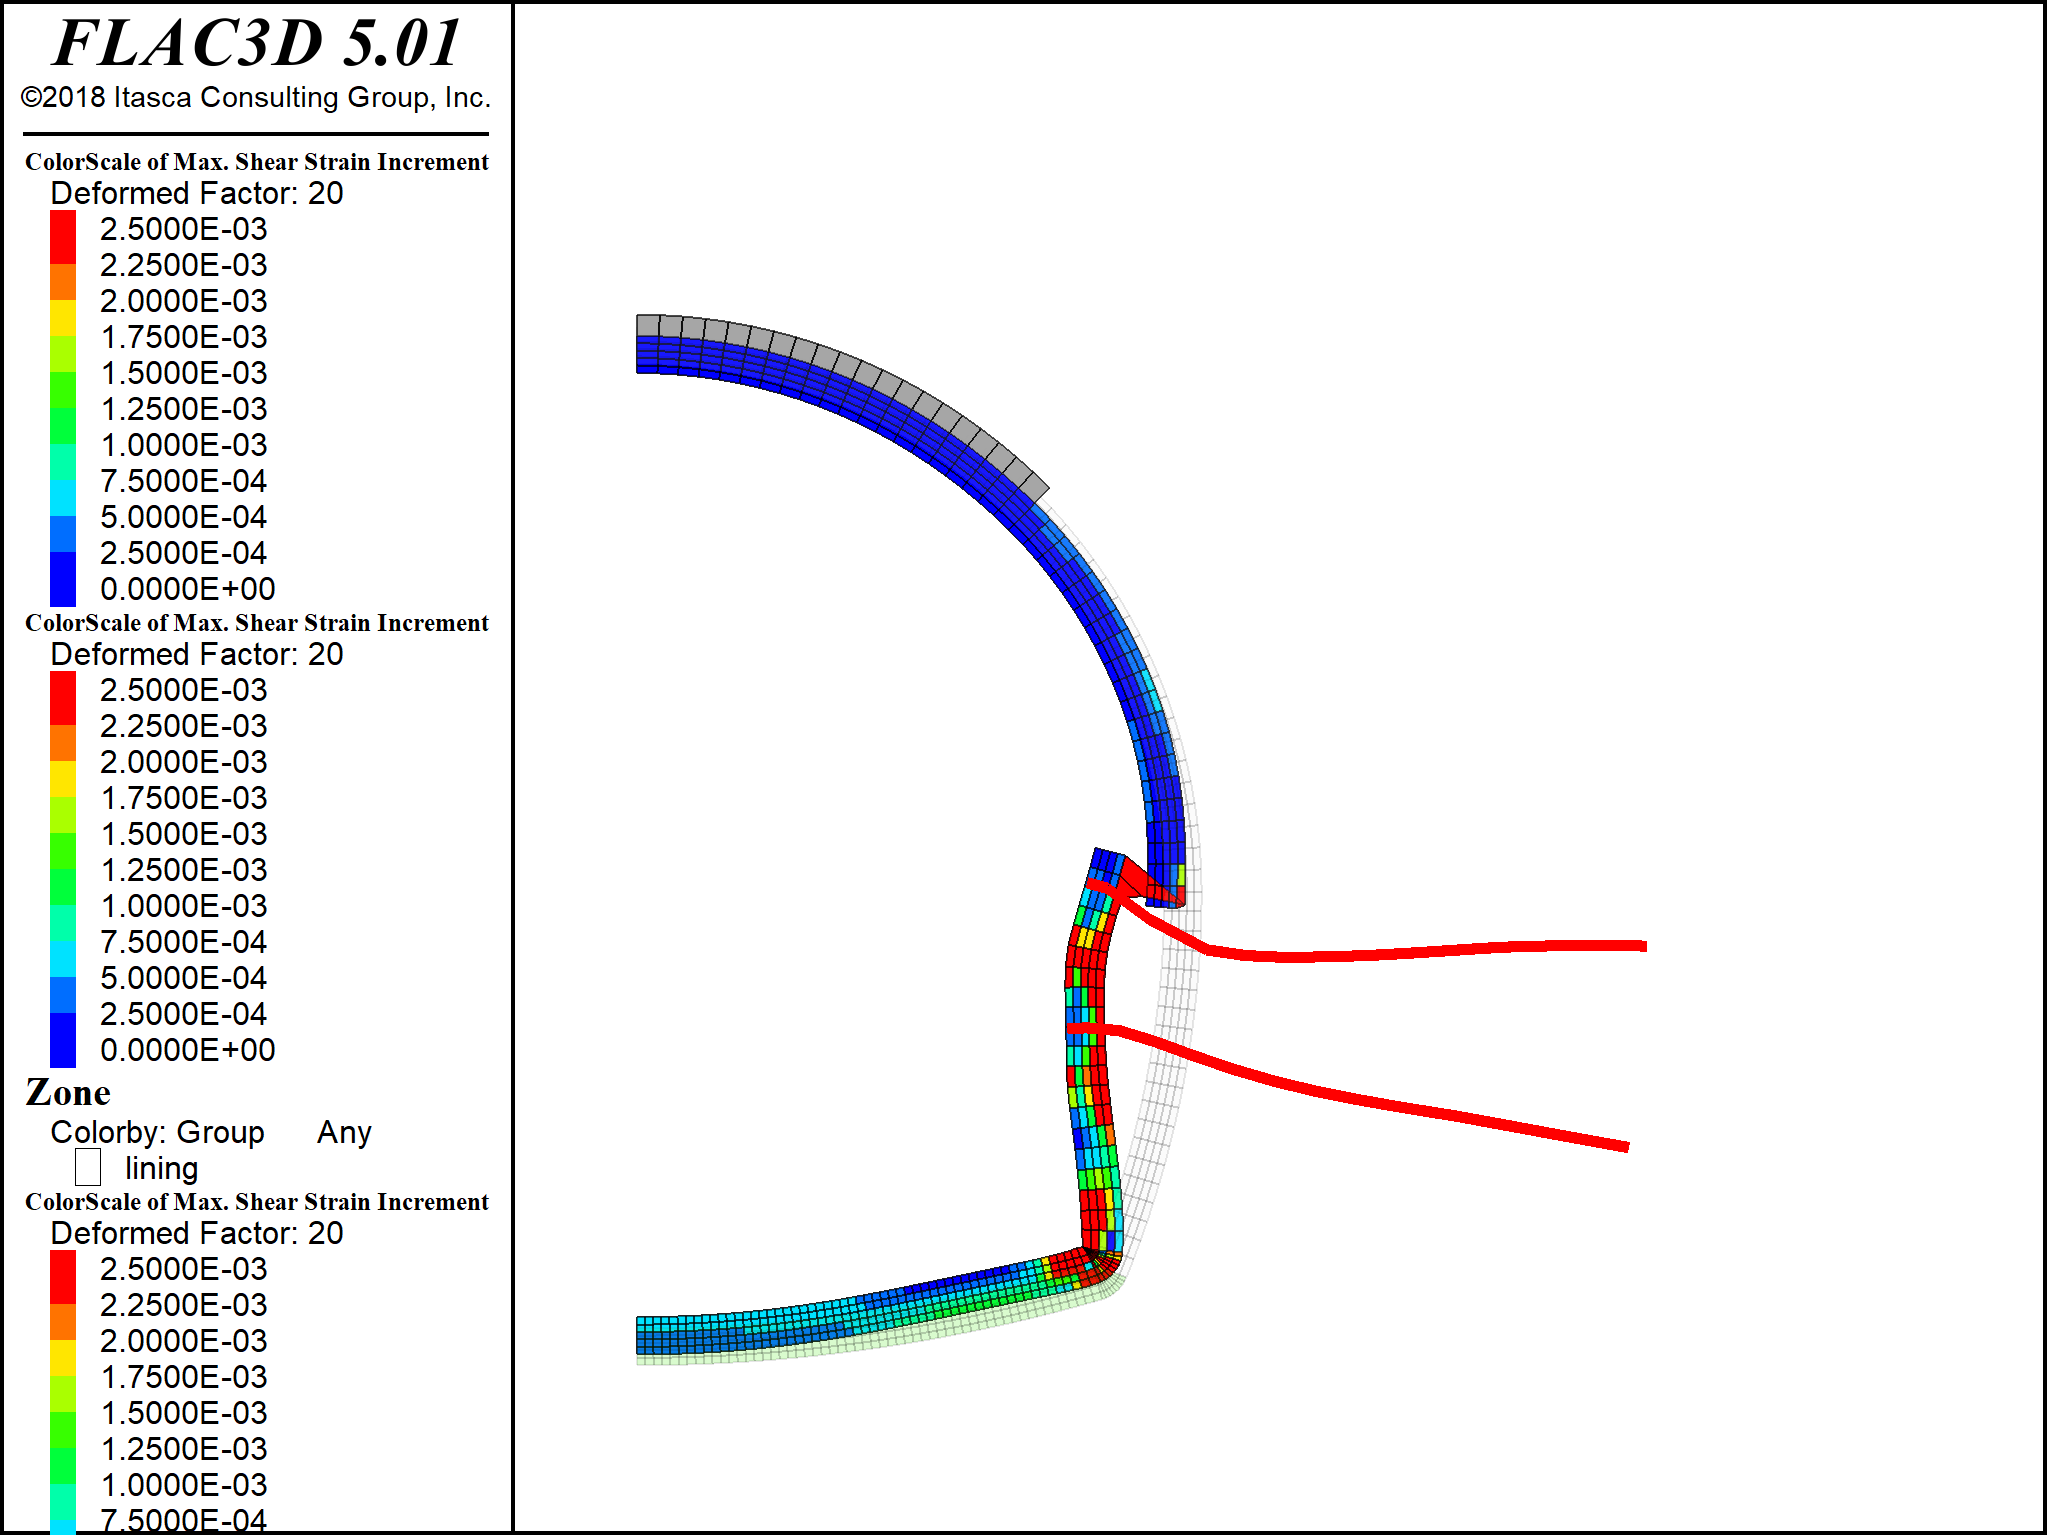 FLAC3D 5.01
©2018 Itasca Consulting Group, Inc.
ColorScale of Max. Shear Strain Increment
Deformed Factor: 20
2.5000E-03
2.2500E-03
2.0000E-03
1.7500E-03
1.5000E-03
1.2500E-03
1.0000E-03
7.5000E-04
5.0000E-04
2.5000E-04
0.0000E+00
ColorScale of Max. Shear Strain Increment
Deformed Factor: 20
2.5000E-03
2.2500E-03
2.0000E-03
1.7500E-03
1.5000E-03
1.2500E-03
1.0000E-03
7.5000E-04
5.0000E-04
2.5000E-04
0.0000E+00
Zone
Colorby: Group Any
lining
ColorScale of Max. Shear Strain Increment
Deformed Factor: 20
2.5000E-03
2.2500E-03
2.0000E-03
1.7500E-03
1.5000E-03
1.2500E-03
1.0000E-03
7.5000E-04